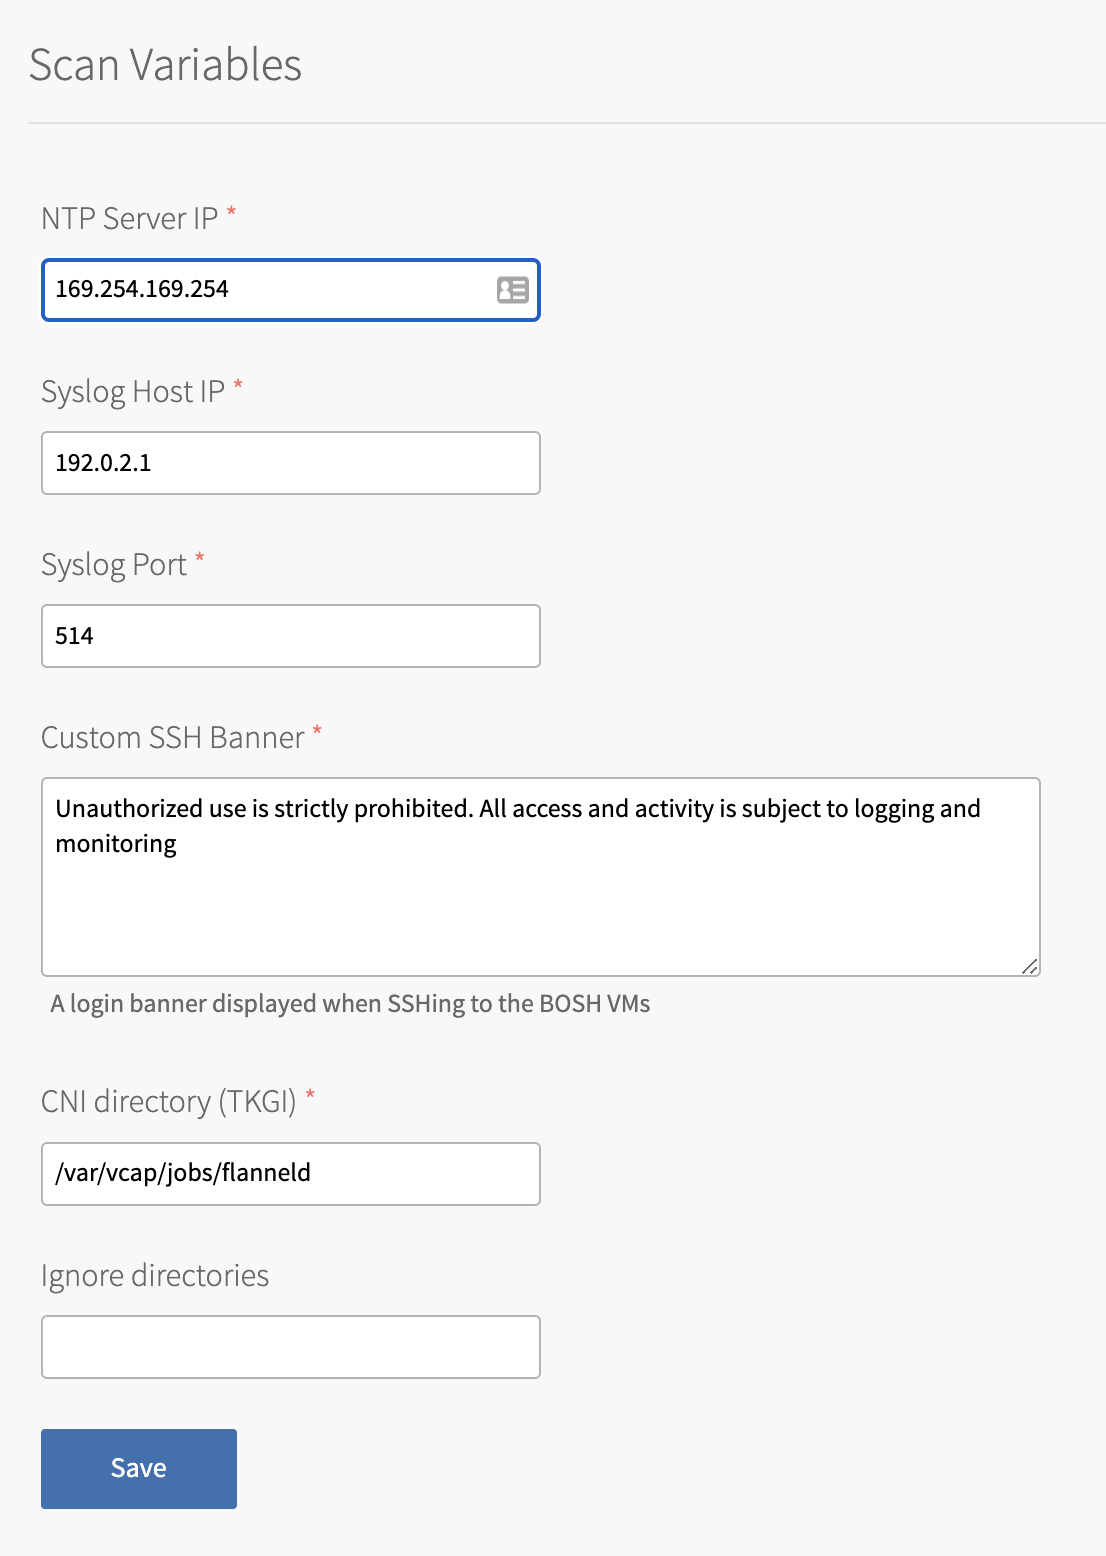 Scan Variables
NTP Server IP *
169.254.169.254
Syslog Host IP *
192.0.2.1
Syslog Port *
514
Custom SSH Banner *
Unauthorized use is strictly prohibited. All access and activity is subject to logging and
monitoring
A login banner displayed when SSHing to the BOSH VMs
CNI directory (TKGI) *
/var/vcap/jobs/flanneld
Ignore directories
Save